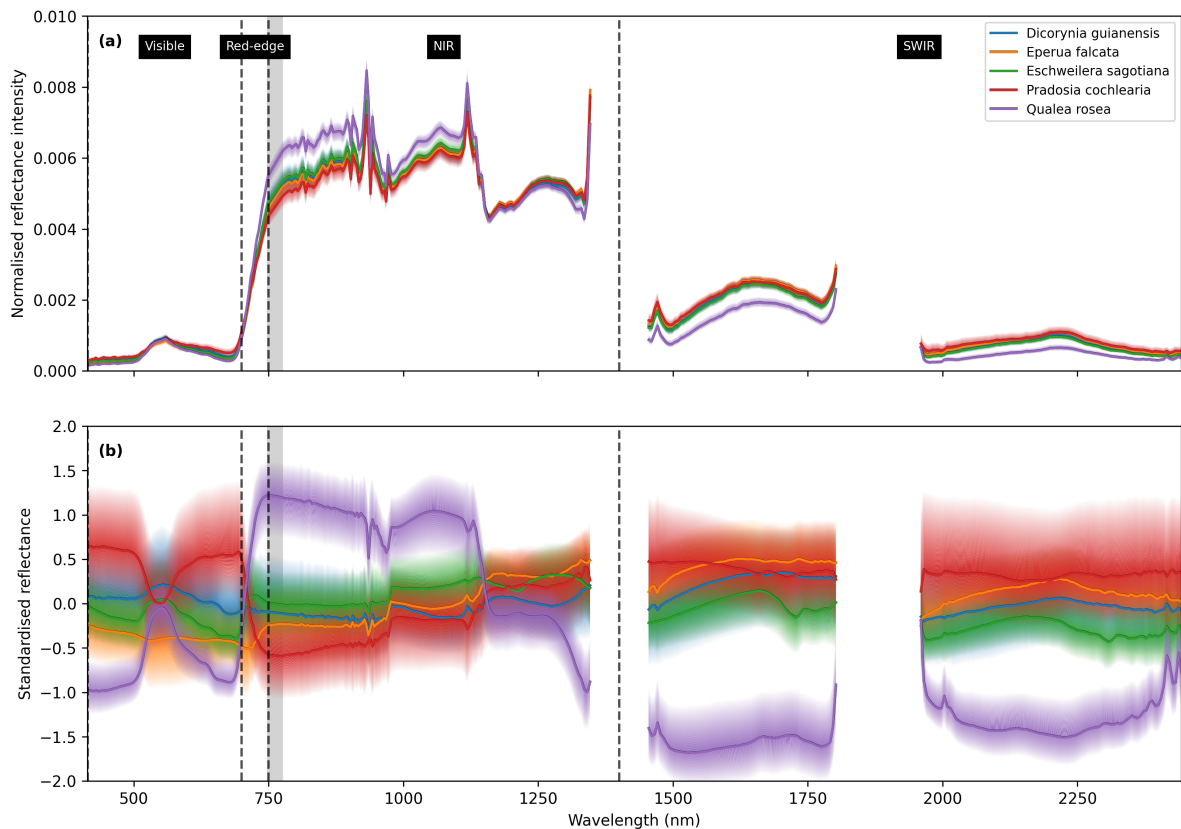 0.010
(a)
Visible
Red-edge
NIR
SWIR
Dicorynia guianensis
Eperua falcata
Eschweilera sagotiana
Pradosia cochlearia
Qualea rosea
0.008
0.006
0.004
0.002
0.000
Normalised reflectance intensity
2.0
(b)
1.5
1.0
0.5
0.0
−0.5
−1.0
−1.5
−2.0
Standardised reflectance
500 750 1000 1250 1500 1750 2000 2250
Wavelength (nm)